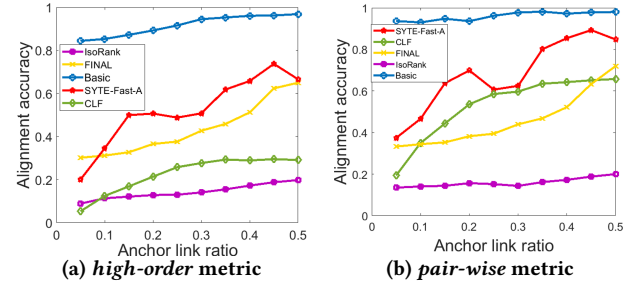 1
0.8
0.6
0.4
0.2
0
Alignment accuracy
IsoRank
FINAL
Basic
SYTE-Fast-A
CLF
0 0.1 0.2 0.3 0.4 0.5
Anchor link ratio
(a) high-order metric
1
0.8
0.6
0.4
0.2
0
Alignment accuracy
SYTE-Fast-A
CLF
FINAL
IsoRank
Basic
0 0.1 0.2 0.3 0.4 0.5
Anchor link ratio
(b) pair-wise metric